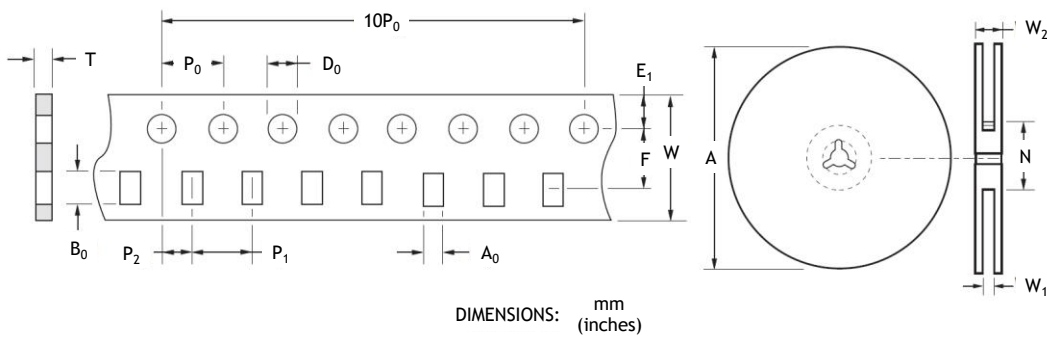 10P₀
W₂
T
P₀
D₀
E₁
F
W
A
N
B₀
P₂
P₁
A₀
W₁
DIMENSIONS: mm
(inches)